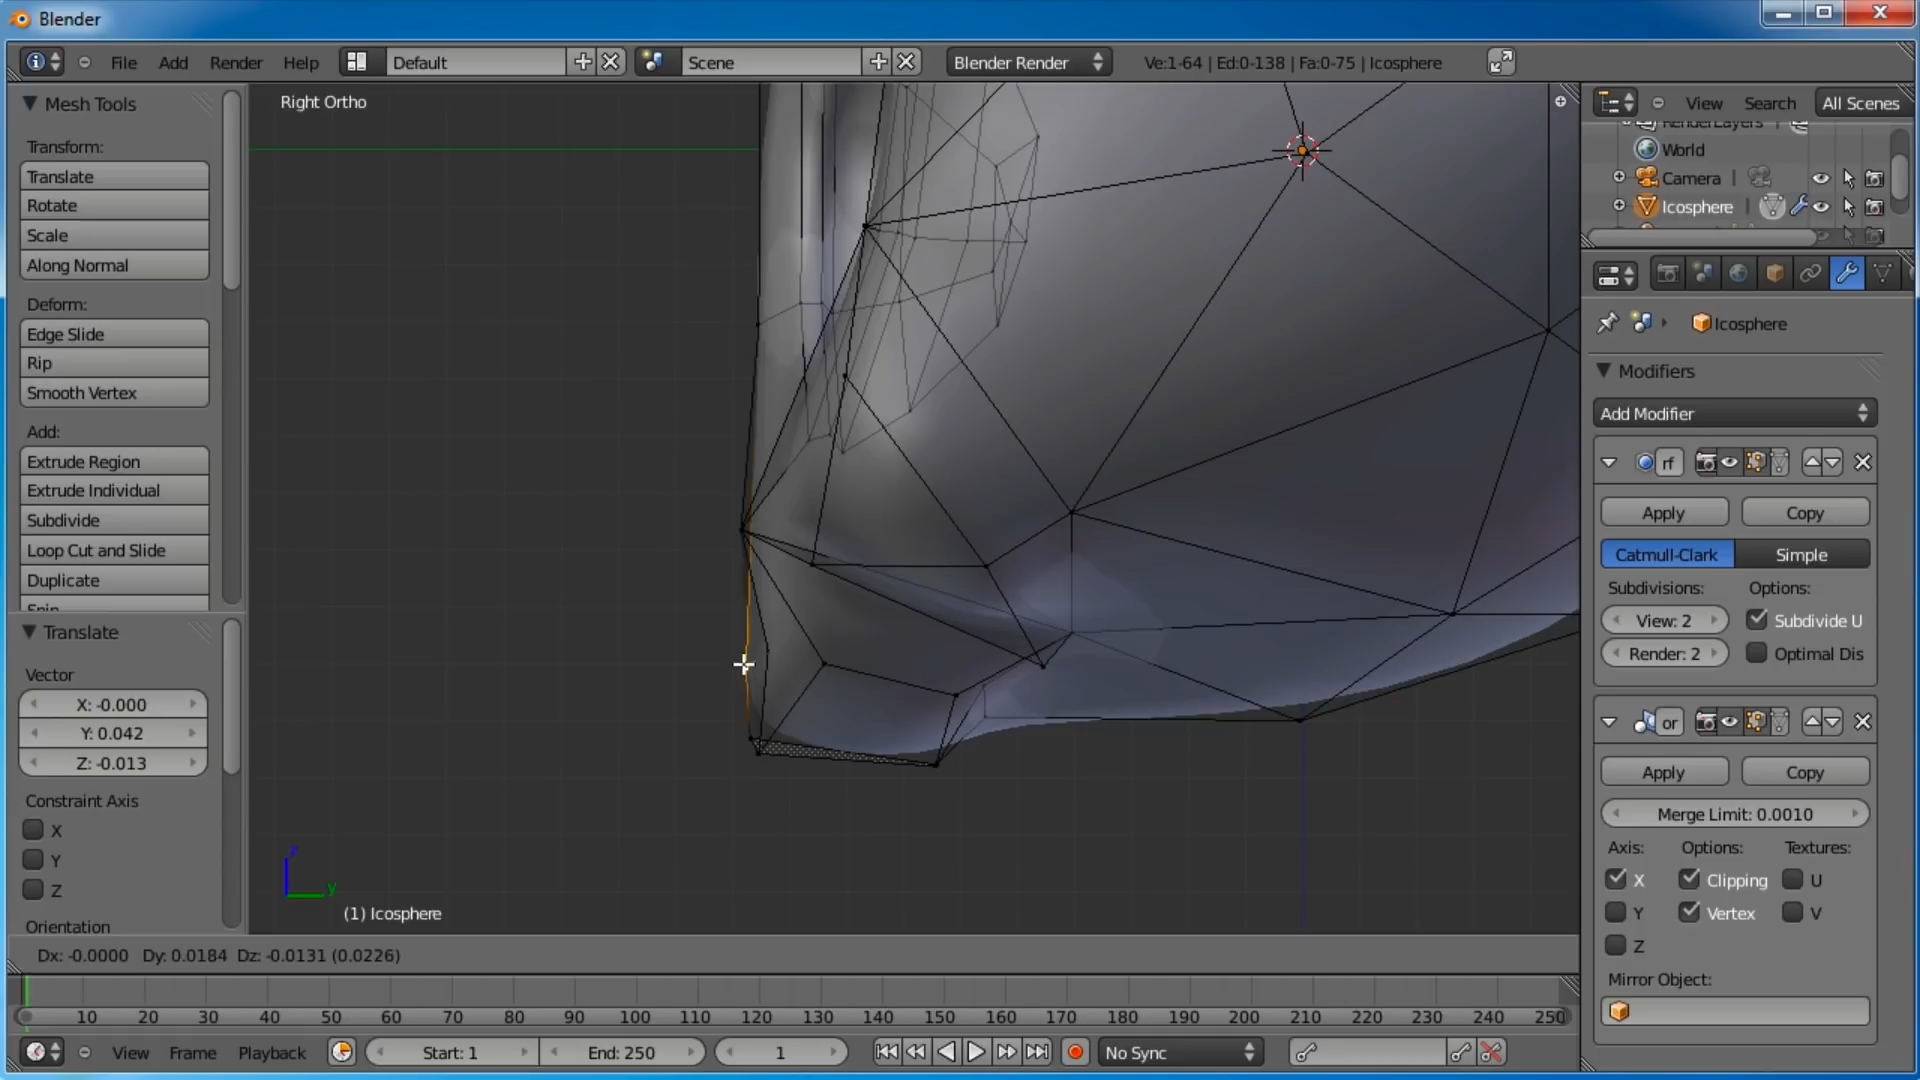 Blender
File Add Render Help Default Scene Blender Render Ve:1-64 | Ed:0-138 | Fa:0-75 | Icosphere
Mesh Tools
Transform:
Translate
Rotate
Scale
Along Normal
Deform:
Edge Slide
Rip
Smooth Vertex
Add:
Extrude Region
Extrude Individual
Subdivide
Loop Cut and Slide
Duplicate
Spin
Translate
Vector
X: -0.000
Y: 0.042
Z: -0.013
Constraint Axis
X
Y
Z
Orientation
Right Ortho
z
y
(1) Icosphere
Dx: -0.0000 Dy: 0.0184 Dz: -0.0131 (0.0226)
View Search All Scenes
RenderLayers
World
Camera
Icosphere
Icosphere
Modifiers
Add Modifier
rf
Apply Copy
Catmull-Clark Simple
Subdivisions: Options:
View: 2 Subdivide U
Render: 2 Optimal Dis
or
Apply Copy
Merge Limit: 0.0010
Axis: Options: Textures:
X Clipping U
Y Vertex V
Z
Mirror Object:
10 20 30 40 50 60 70 80 90 100 110 120 130 140 150 160 170 180 190 200 210 220 230 240 250
View Frame Playback Start: 1 End: 250 1 No Sync